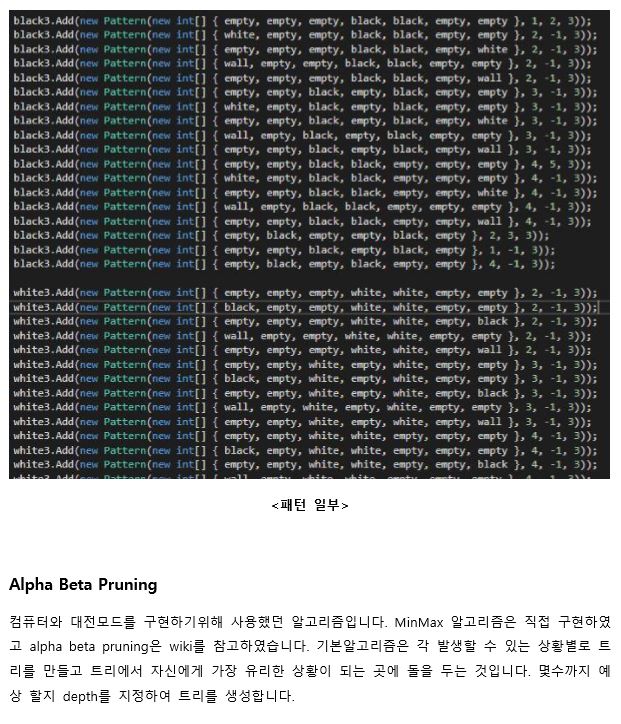 black3.Add(new Pattern(new int[] { empty, empty, empty, black, black, empty, empty }, 1, 2, 3));
black3.Add(new Pattern(new int[] { white, empty, empty, black, black, empty, empty }, 2, -1, 3));
black3.Add(new Pattern(new int[] { empty, empty, empty, black, black, empty, white }, 2, -1, 3));
black3.Add(new Pattern(new int[] { wall, empty, empty, black, black, empty, empty }, 2, -1, 3));
black3.Add(new Pattern(new int[] { empty, empty, empty, black, black, empty, wall }, 2, -1, 3));
black3.Add(new Pattern(new int[] { empty, empty, black, empty, black, empty, empty }, 3, -1, 3));
black3.Add(new Pattern(new int[] { white, empty, black, empty, black, empty, empty }, 3, -1, 3));
black3.Add(new Pattern(new int[] { empty, empty, black, empty, black, empty, white }, 3, -1, 3));
black3.Add(new Pattern(new int[] { wall, empty, black, empty, black, empty, empty }, 3, -1, 3));
black3.Add(new Pattern(new int[] { empty, empty, black, empty, black, empty, wall }, 3, -1, 3));
black3.Add(new Pattern(new int[] { empty, empty, black, black, empty, empty, empty }, 4, 5, 3));
black3.Add(new Pattern(new int[] { white, empty, black, black, empty, empty, empty }, 4, -1, 3));
black3.Add(new Pattern(new int[] { empty, empty, black, black, empty, empty, white }, 4, -1, 3));
black3.Add(new Pattern(new int[] { wall, empty, black, black, empty, empty, empty }, 4, -1, 3));
black3.Add(new Pattern(new int[] { empty, empty, black, black, empty, empty, wall }, 4, -1, 3));
black3.Add(new Pattern(new int[] { empty, black, empty, empty, black, empty }, 2, 3, 3));
black3.Add(new Pattern(new int[] { empty, black, empty, empty, black, empty }, 1, -1, 3));
black3.Add(new Pattern(new int[] { empty, black, empty, empty, black, empty }, 4, -1, 3));
white3.Add(new Pattern(new int[] { empty, empty, empty, white, white, empty, empty }, 2, -1, 3));
white3.Add(new Pattern(new int[] { black, empty, empty, white, white, empty, empty }, 2, -1, 3));
white3.Add(new Pattern(new int[] { empty, empty, empty, white, white, empty, black }, 2, -1, 3));
white3.Add(new Pattern(new int[] { wall, empty, empty, white, white, empty, empty }, 2, -1, 3));
white3.Add(new Pattern(new int[] { empty, empty, empty, white, white, empty, wall }, 2, -1, 3));
white3.Add(new Pattern(new int[] { empty, empty, white, empty, white, empty, empty }, 3, -1, 3));
white3.Add(new Pattern(new int[] { black, empty, white, empty, white, empty, empty }, 3, -1, 3));
white3.Add(new Pattern(new int[] { empty, empty, white, empty, white, empty, black }, 3, -1, 3));
white3.Add(new Pattern(new int[] { wall, empty, white, empty, white, empty, empty }, 3, -1, 3));
white3.Add(new Pattern(new int[] { empty, empty, white, empty, white, empty, wall }, 3, -1, 3));
white3.Add(new Pattern(new int[] { empty, empty, white, white, empty, empty, empty }, 4, -1, 3));
white3.Add(new Pattern(new int[] { black, empty, white, white, empty, empty, empty }, 4, -1, 3));
white3.Add(new Pattern(new int[] { empty, empty, white, white, empty, empty, black }, 4, -1, 3));
white3.Add(new Pattern(new int[] { wall, empty, white, white, empty, empty, empty }, 4, -1, 3));
<패턴 일부>
Alpha Beta Pruning
컴퓨터와 대전모드를 구현하기위해 사용했던 알고리즘입니다. MinMax 알고리즘은 직접 구현하였
고 alpha beta pruning은 wiki를 참고하였습니다. 기본알고리즘은 각 발생할 수 있는 상황별로 트
리를 만들고 트리에서 자신에게 가장 유리한 상황이 되는 곳에 돌을 두는 것입니다. 몇수까지 예
상 할지 depth를 지정하여 트리를 생성합니다.